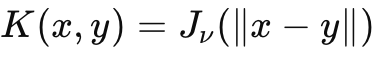 K(x, y) = J_ν(‖x − y‖)